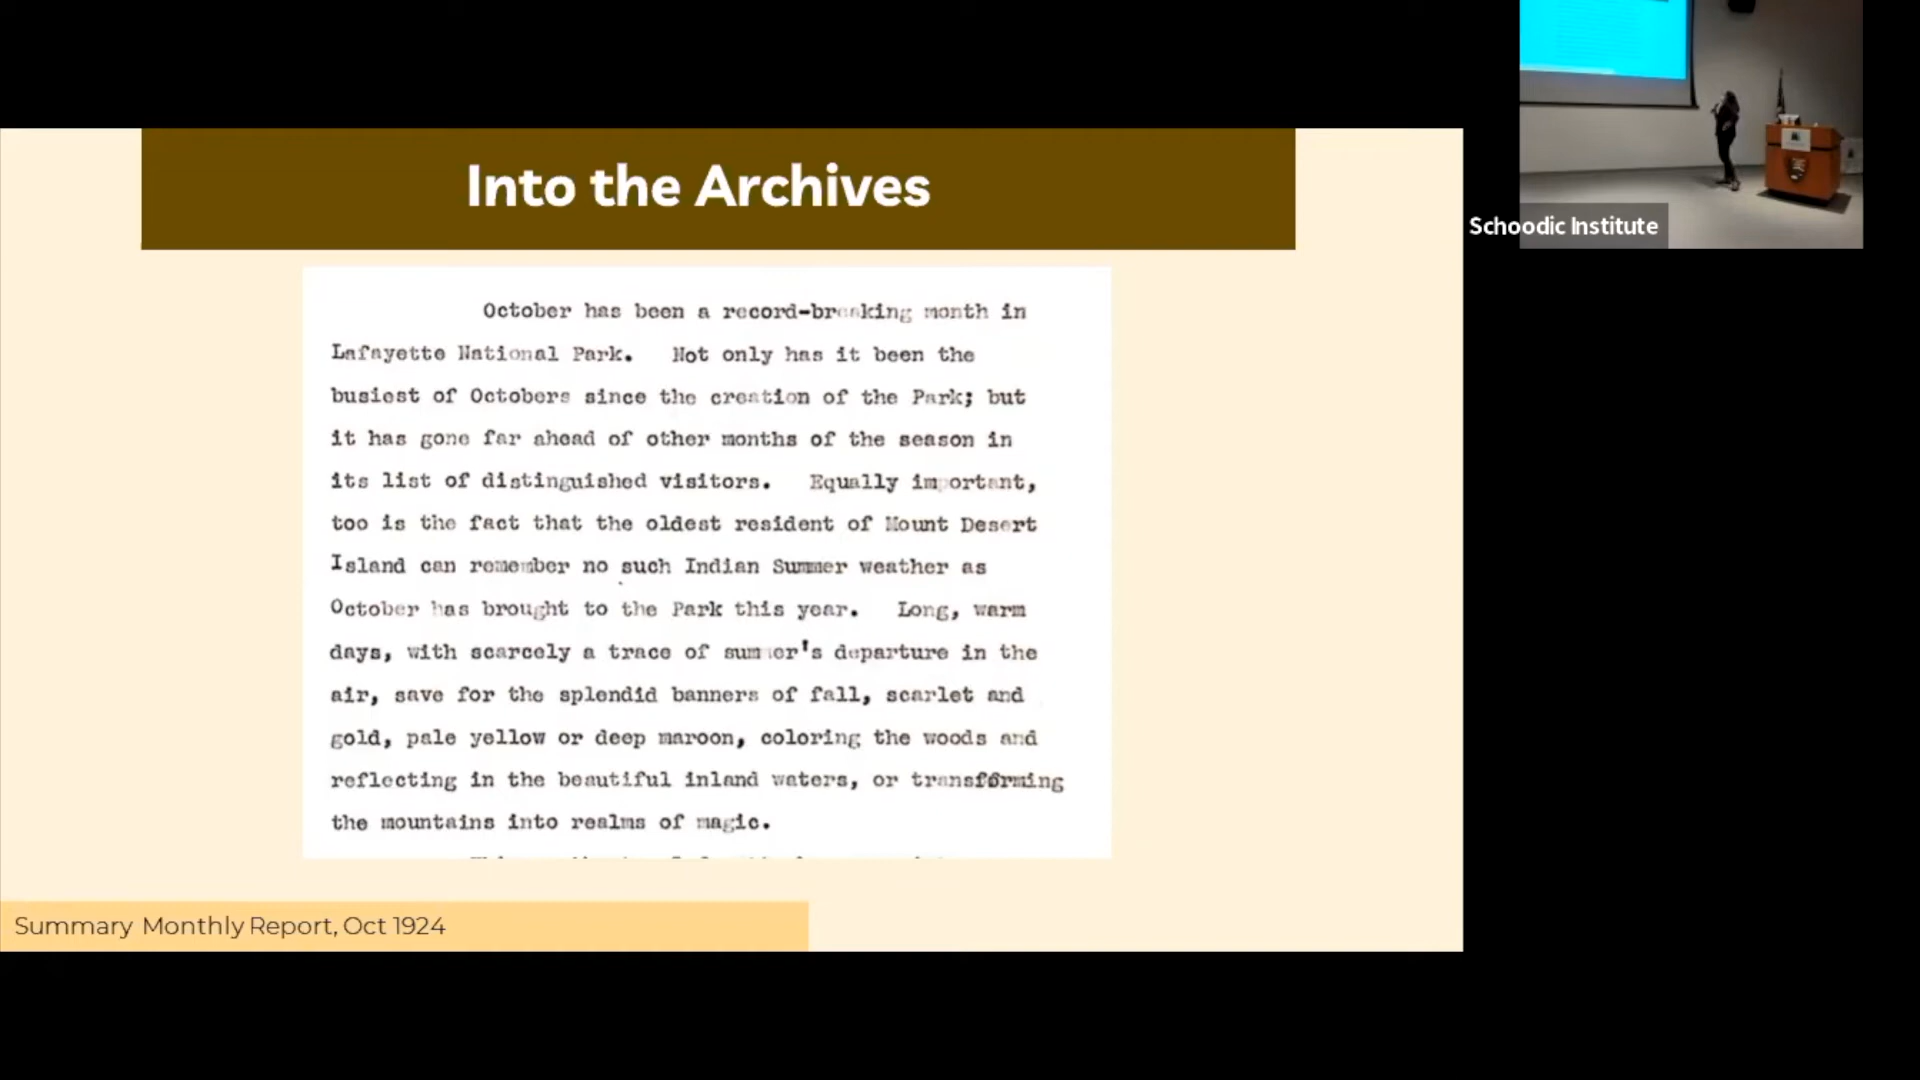 Into the Archives
October has been a record-breaking month in
Lafayette National Park. Not only has it been the
busiest of Octobers since the creation of the Park; but
it has gone far ahead of other months of the season in
its list of distinguished visitors. Equally important,
too is the fact that the oldest resident of Mount Desert
Island can remember no such Indian Summer weather as
October has brought to the Park this year. Long, warm
days, with scarcely a trace of summer's departure in the
air, save for the splendid banners of fall, scarlet and
gold, pale yellow or deep maroon, coloring the woods and
reflecting in the beautiful inland waters, or transforming
the mountains into realms of magic.
Summary Monthly Report, Oct 1924
Schoodic Institute